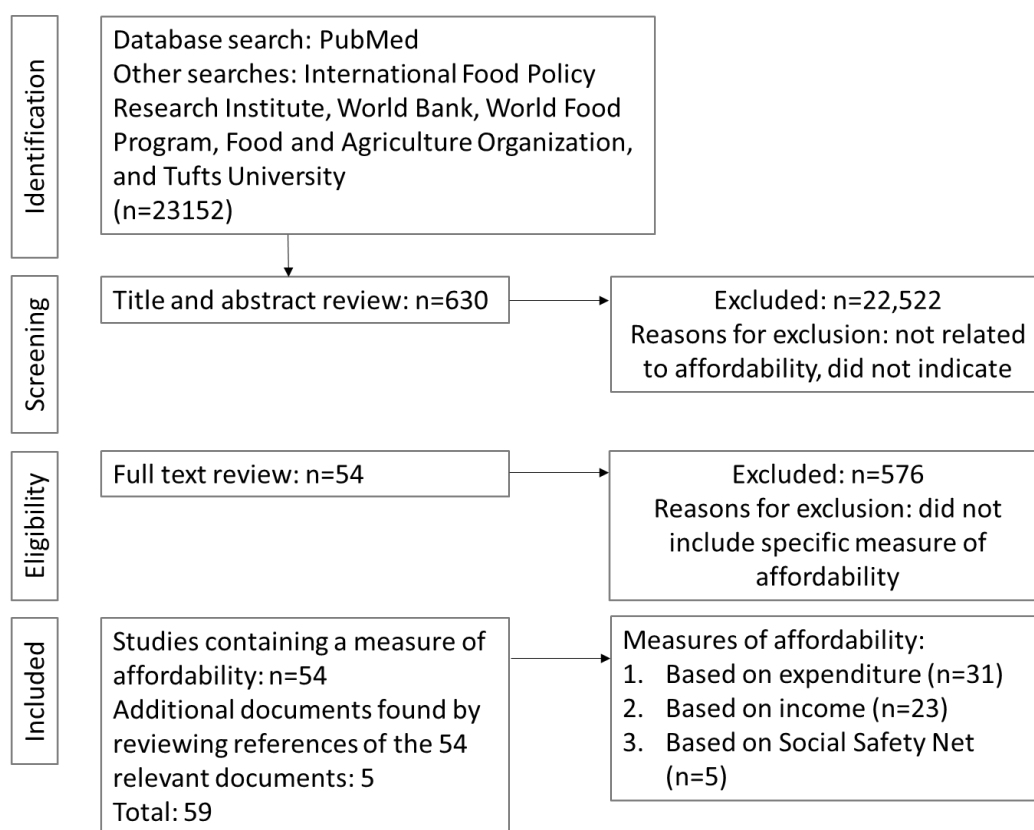 Identification
Database search: PubMed
Other searches: International Food Policy
Research Institute, World Bank, World Food
Program, Food and Agriculture Organization,
and Tufts University
(n=23152)
Screening
Title and abstract review: n=630
Excluded: n=22,522
Reasons for exclusion: not related
to affordability, did not indicate
Eligibility
Full text review: n=54
Excluded: n=576
Reasons for exclusion: did not
include specific measure of
affordability
Included
Studies containing a measure of
affordability: n=54
Additional documents found by
reviewing references of the 54
relevant documents: 5
Total: 59
Measures of affordability:
1. Based on expenditure (n=31)
2. Based on income (n=23)
3. Based on Social Safety Net
(n=5)